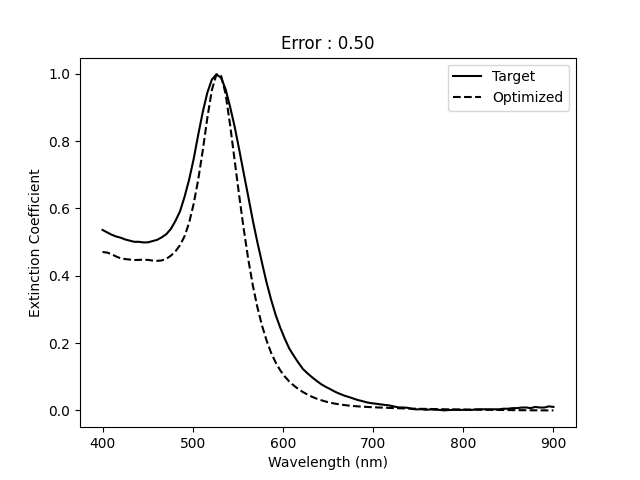 Error : 0.50
Target
Optimized
Extinction Coefficient
1.0
0.8
0.6
0.4
0.2
0.0
400 500 600 700 800 900
Wavelength (nm)